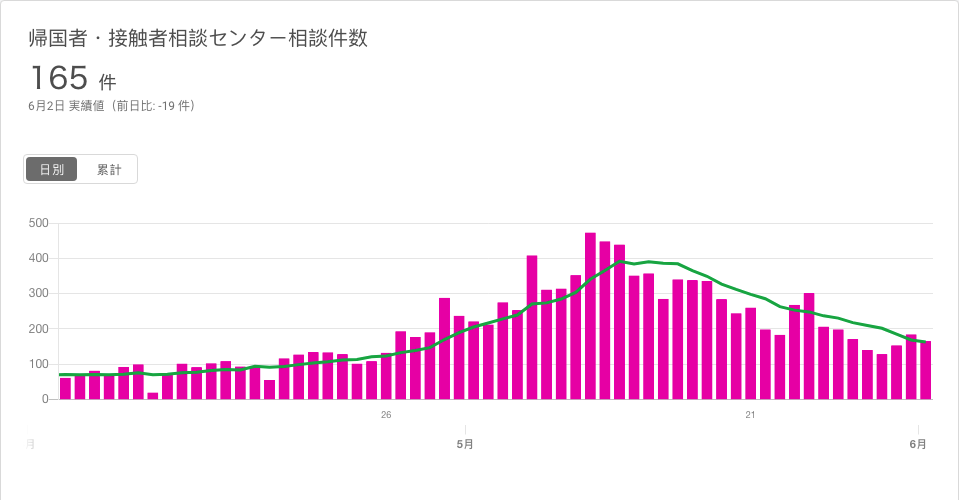 帰国者・接触者相談センター相談件数
165 件
6月2日 実績値（前日比: -19 件）
日別 累計
500
400
300
200
100
0
26 21
月 5月 6月